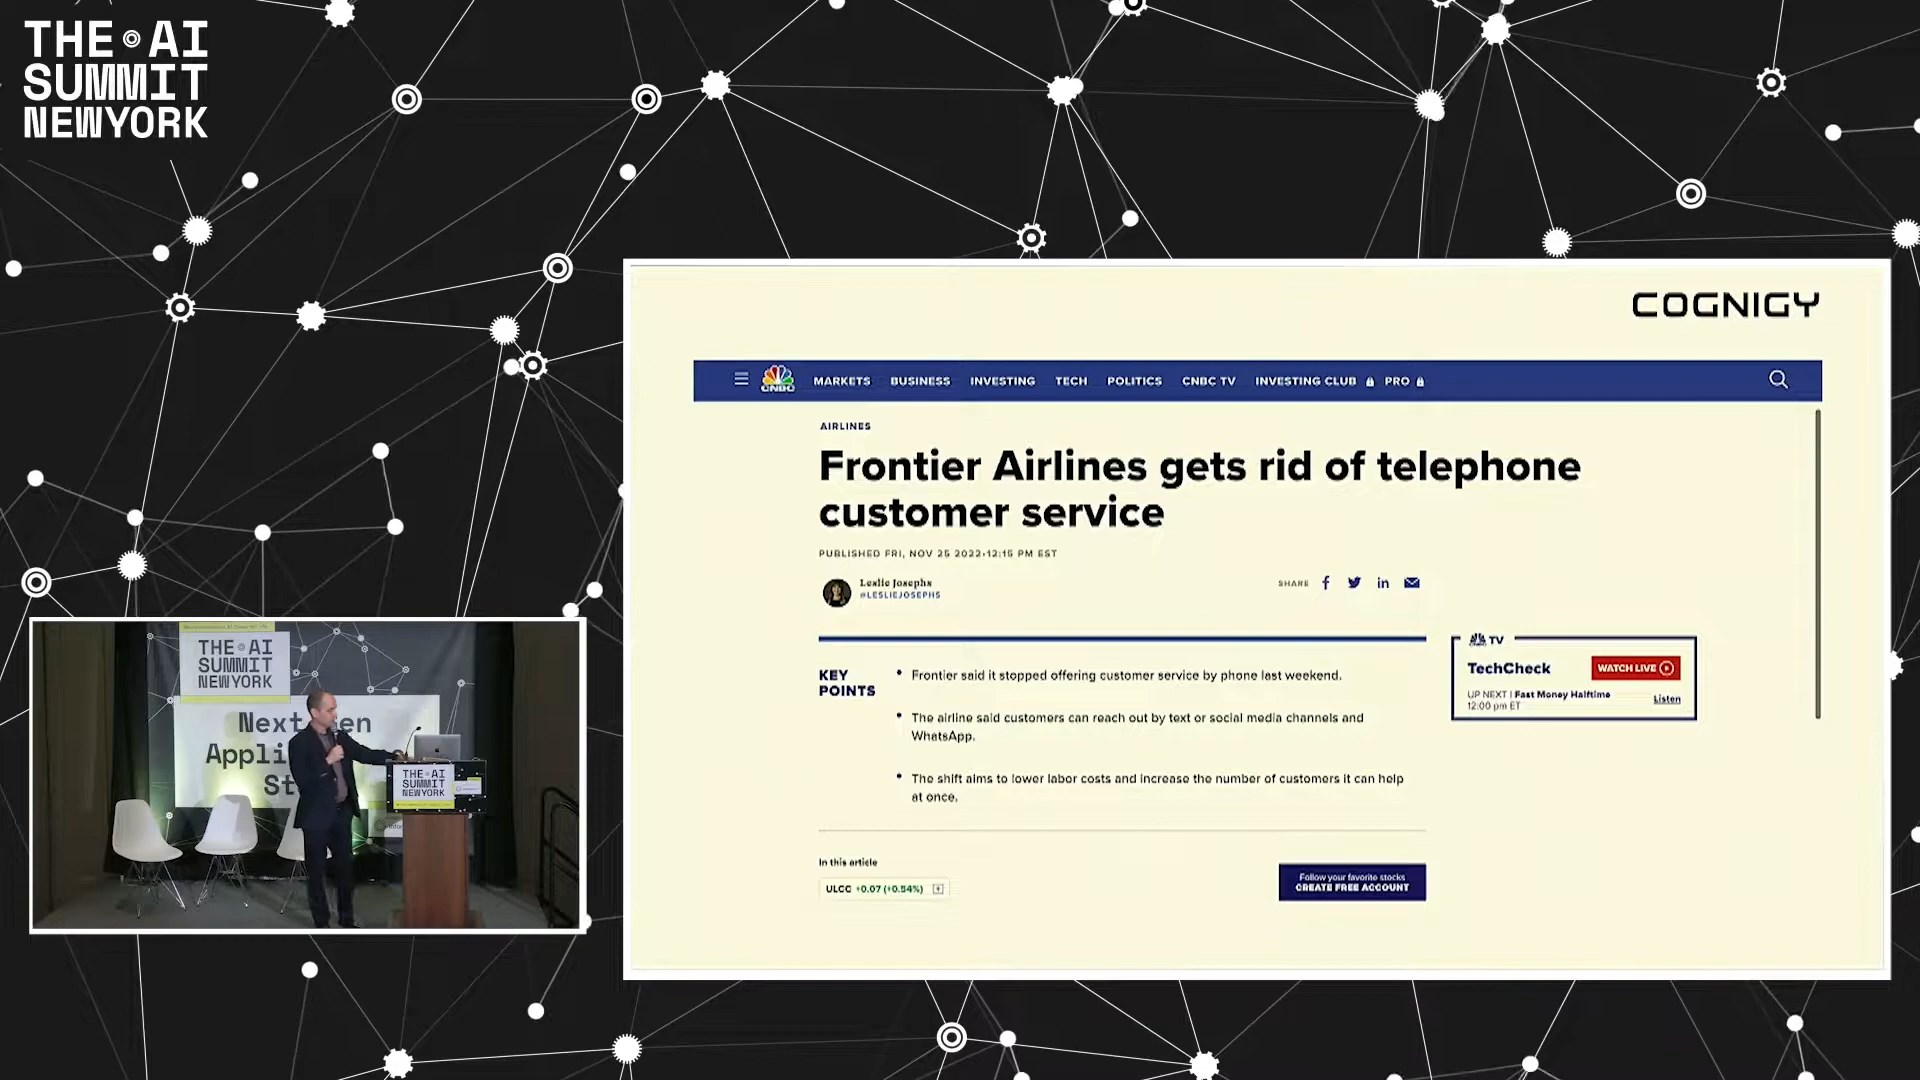 THE AI
SUMMIT
NEWYORK
COGNIGY
CNBC
MARKETS BUSINESS INVESTING TECH POLITICS CNBC TV INVESTING CLUB PRO
AIRLINES
Frontier Airlines gets rid of telephone
customer service
PUBLISHED FRI, NOV 25 2022•12:15 PM EST
Leslie Josephs
@LESLIEJOSEPHS
SHARE
KEY
POINTS
• Frontier said it stopped offering customer service by phone last weekend.
• The airline said customers can reach out by text or social media channels and
WhatsApp.
• The shift aims to lower labor costs and increase the number of customers it can help
at once.
TV
TechCheck
WATCH LIVE
UP NEXT | Fast Money Halftime
12:00 pm ET
Listen
In this article
ULCC +0.07 (+0.54%)
Follow your favorite stocks
CREATE FREE ACCOUNT
THE AI
SUMMIT
NEWYORK
Next
Appli
St
THE AI
SUMMIT
NEWYORK